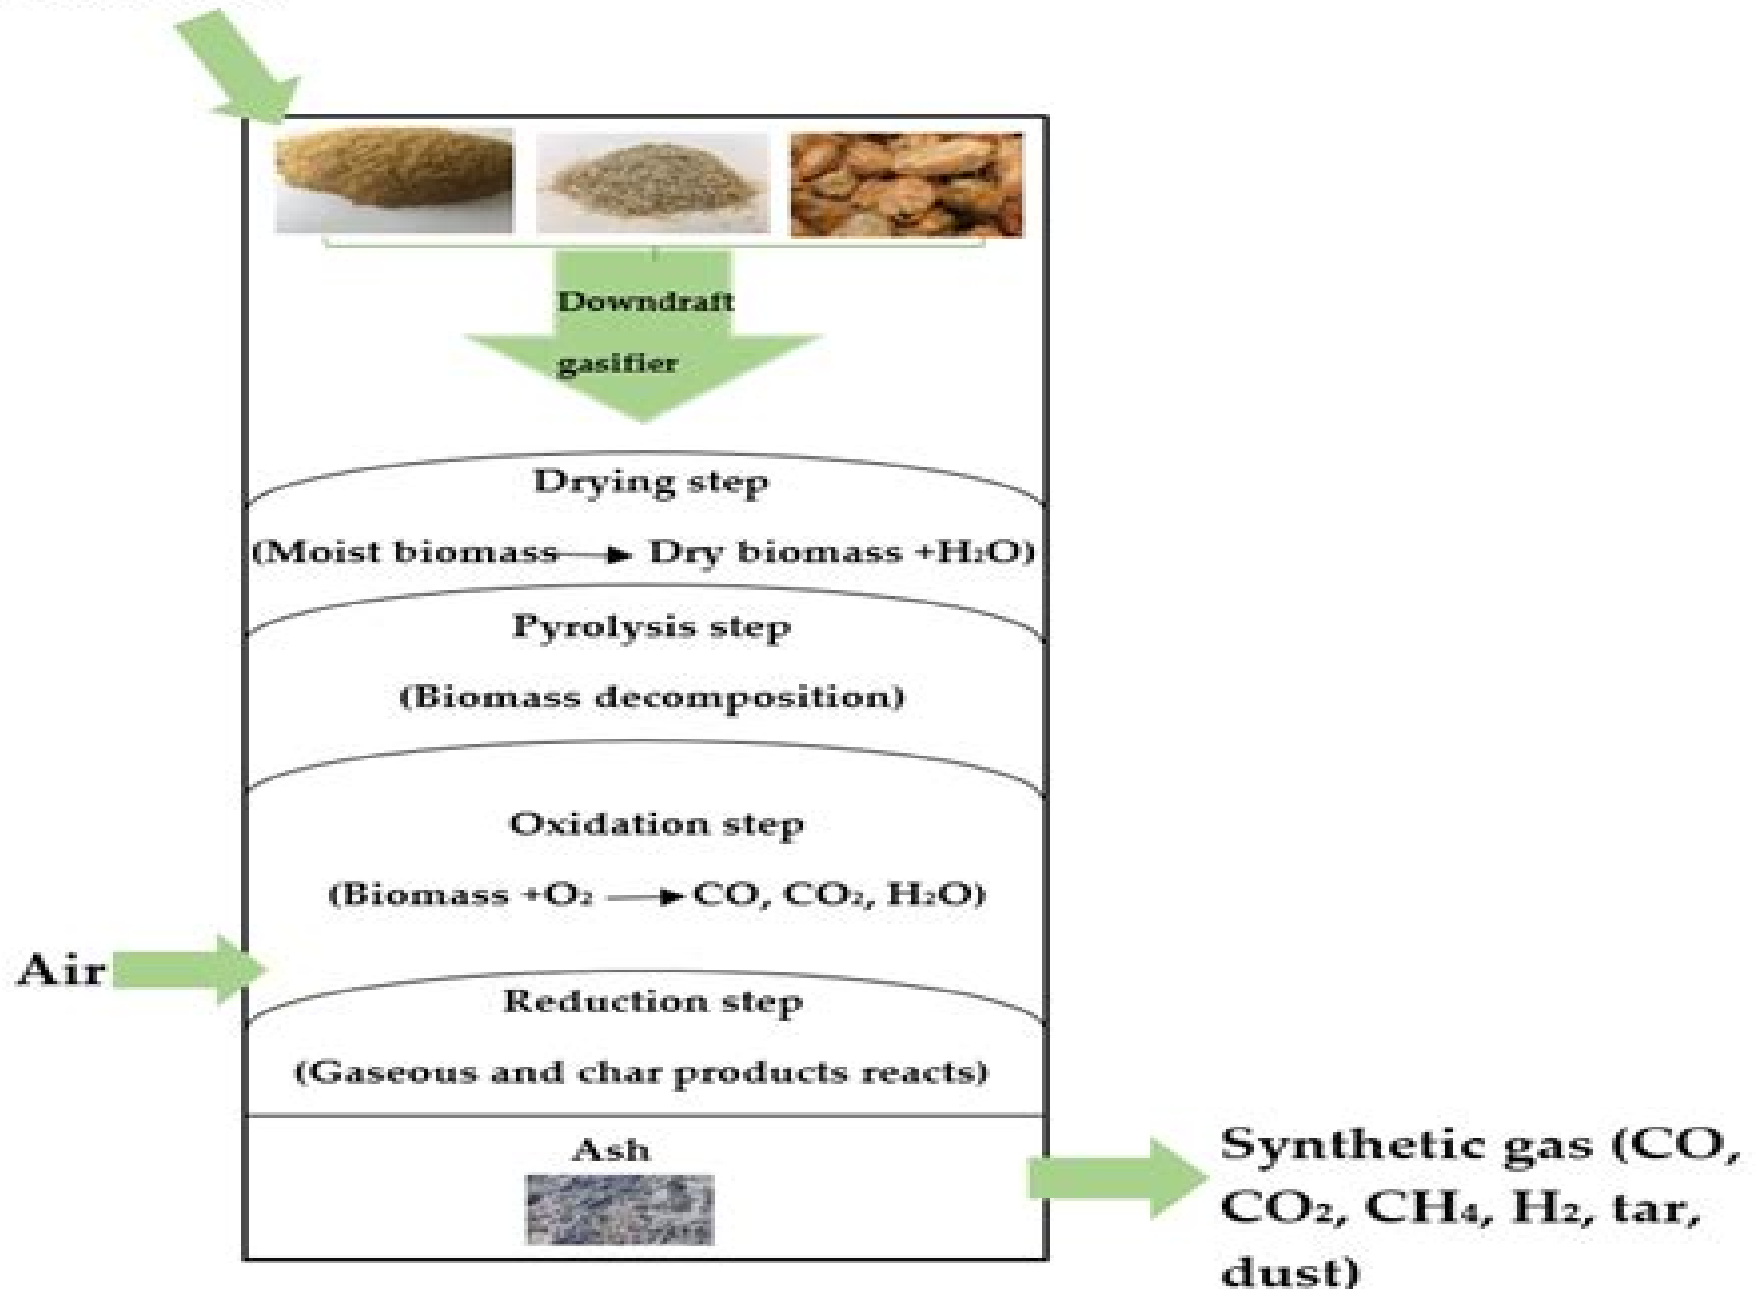 Downdraft
gasifier
Drying step
(Moist biomass → Dry biomass +H₂O)
Pyrolysis step
(Biomass decomposition)
Oxidation step
(Biomass +O₂ → CO, CO₂, H₂O)
Air
Reduction step
(Gaseous and char products reacts)
Ash
Synthetic gas (CO,
CO₂, CH₄, H₂, tar,
dust)